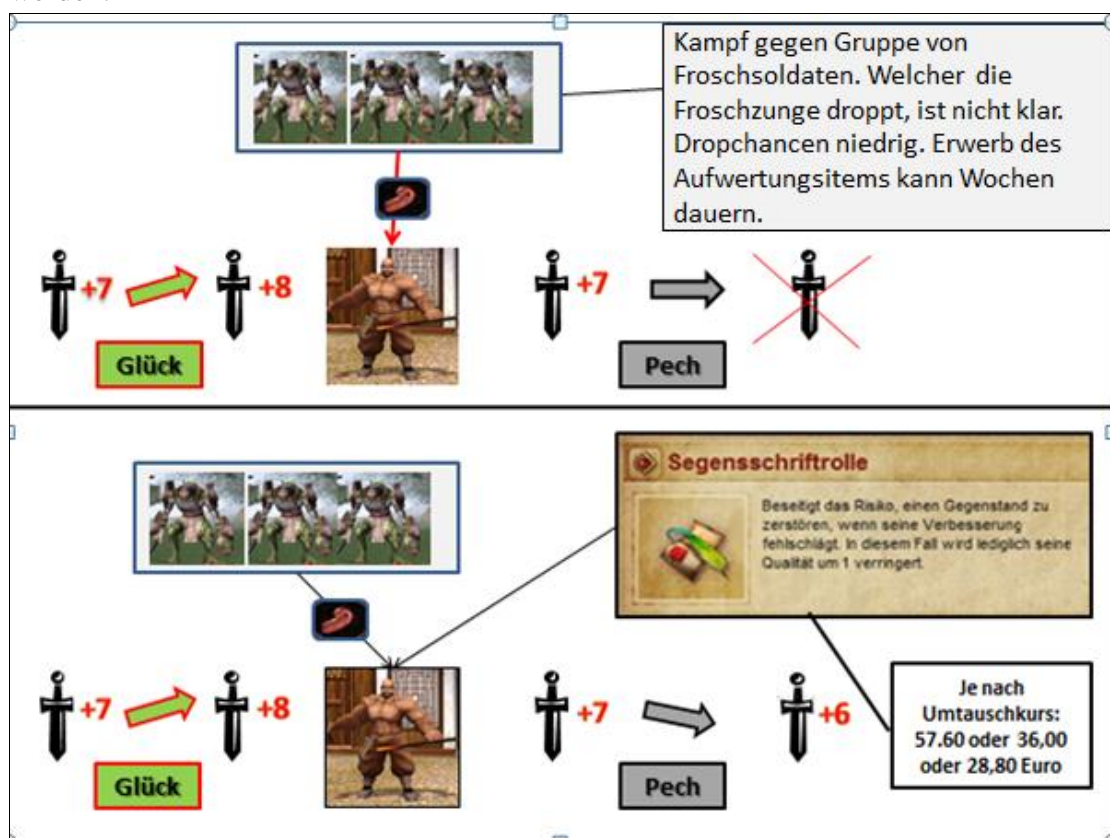 Kampf gegen Gruppe von
Froschsoldaten. Welcher die
Froschzunge droppt, ist nicht klar.
Dropchancen niedrig. Erwerb des
Aufwertungsitems kann Wochen
dauern.
+7
+8
+7
Glück
Pech
Segensschriftrolle
Beseitigt das Risiko, einen Gegenstand zu
zerstören, wenn seine Verbesserung
fehlschlägt. In diesem Fall wird lediglich seine
Qualität um 1 verringert.
+7
+8
+7
+6
Je nach
Umtauschkurs:
57.60 oder 36,00
oder 28,80 Euro
Glück
Pech